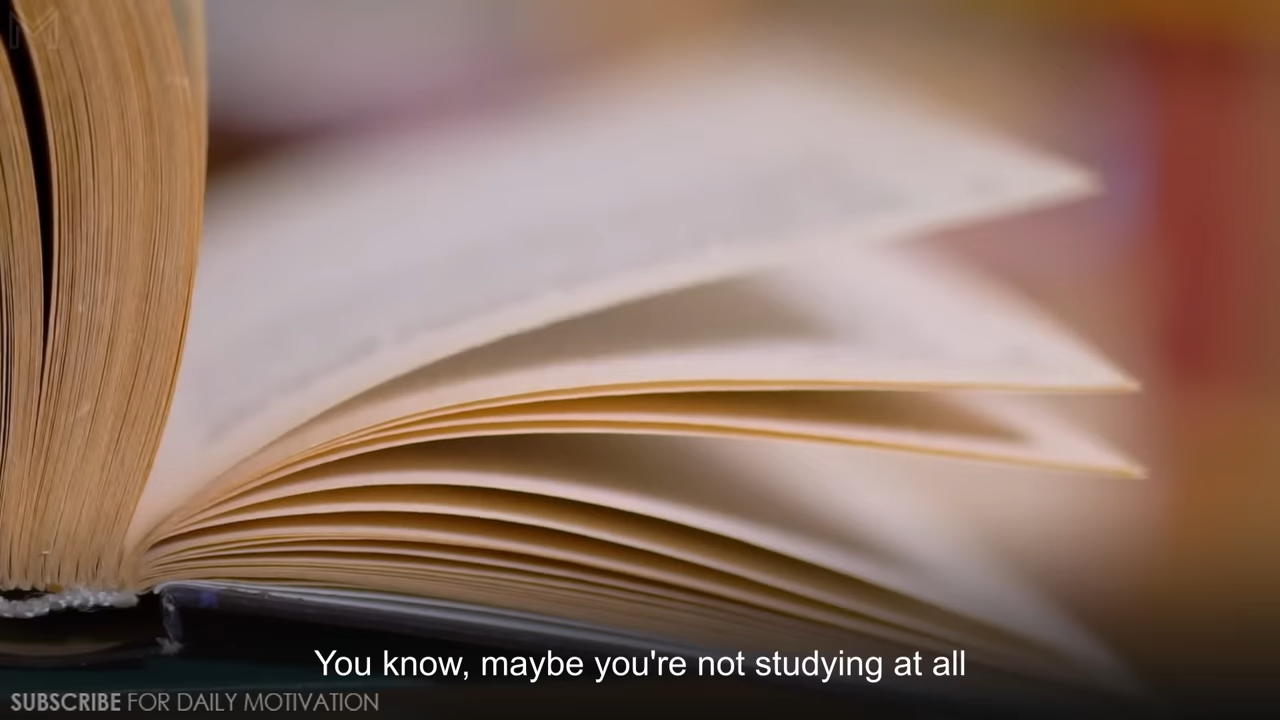 You know, maybe you're not studying at all
SUBSCRIBE FOR DAILY MOTIVATION